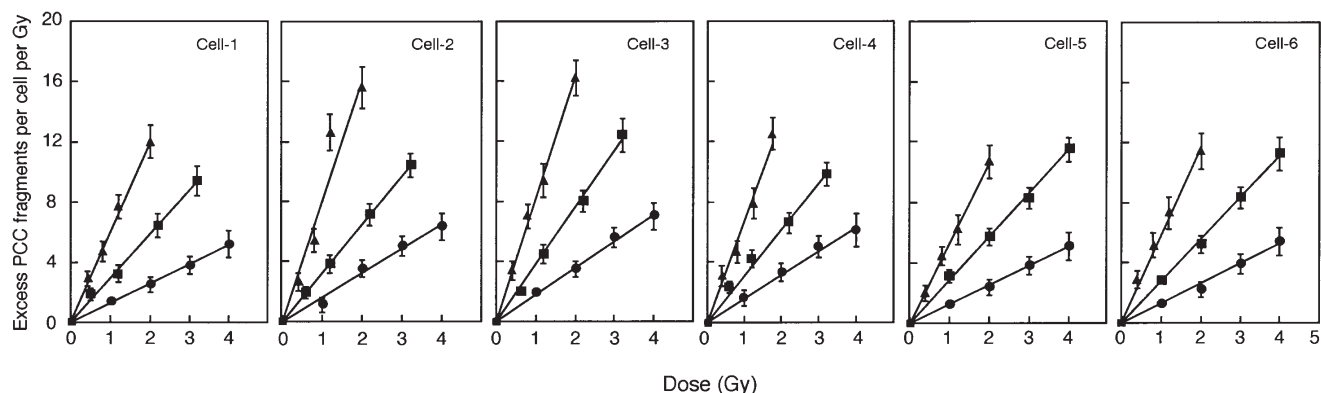 Excess PCC fragments per cell per Gy
20
16
12
8
4
0
Cell-1
Cell-2
Cell-3
Cell-4
Cell-5
Cell-6
0 1 2 3 4
0 1 2 3 4
0 1 2 3 4
0 1 2 3 4
0 1 2 3 4
0 1 2 3 4 5
Dose (Gy)